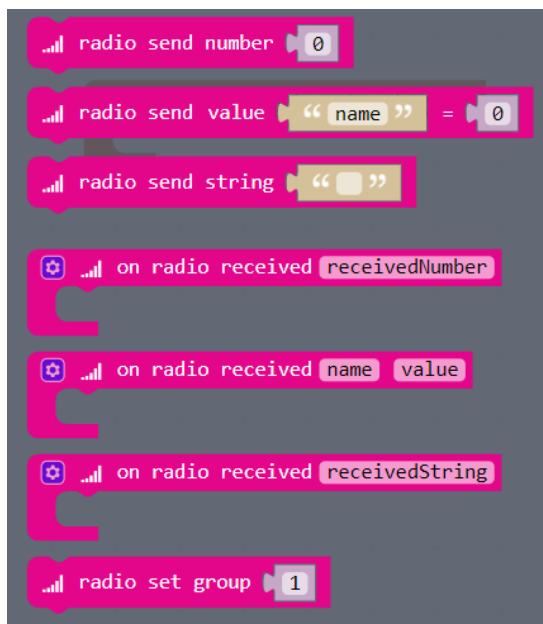 radio send number 0
radio send value “ name ” = 0
radio send string “ ”
on radio received receivedNumber
on radio received name value
on radio received receivedString
radio set group 1